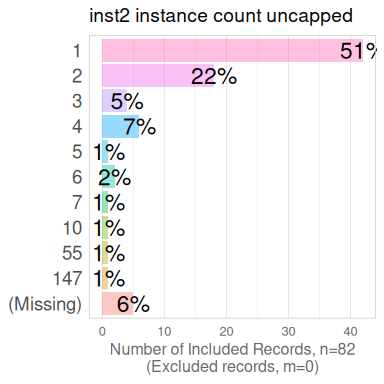 inst2 instance count uncapped
1 51%
2 22%
3 5%
4 7%
5 1%
6 2%
7 1%
10 1%
55 1%
147 1%
(Missing) 6%
0 10 20 30 40
Number of Included Records, n=82
(Excluded records, m=0)